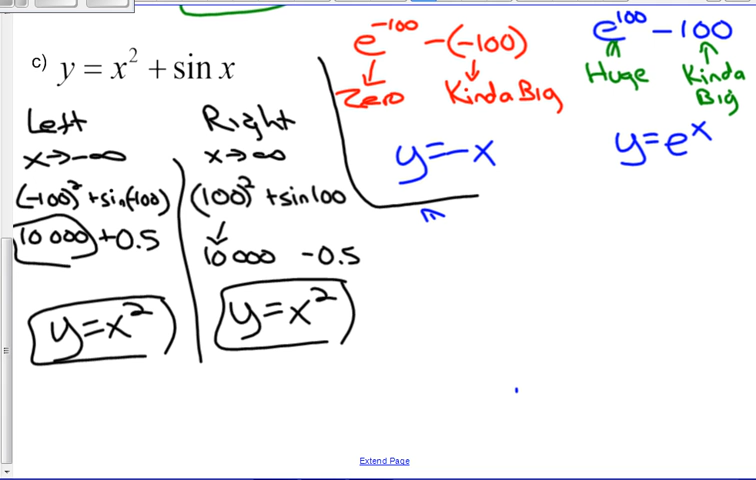 c) y = x² + sin x
Left
x→-∞
(-100)² + sin(-100)
10 000 + 0.5
y=x²
Right
x→∞
(100)² + sin100
10 000 - 0.5
y=x²
e^-100 - (-100)
Zero Kinda Big
y=-x
e^100 - 100
Huge Kinda
Big
y=e^x
Extend Page